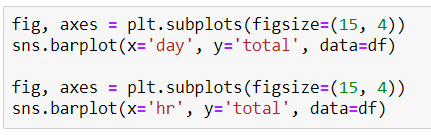 fig, axes = plt.subplots(figsize=(15, 4))
sns.barplot(x='day', y='total', data=df)
fig, axes = plt.subplots(figsize=(15, 4))
sns.barplot(x='hr', y='total', data=df)